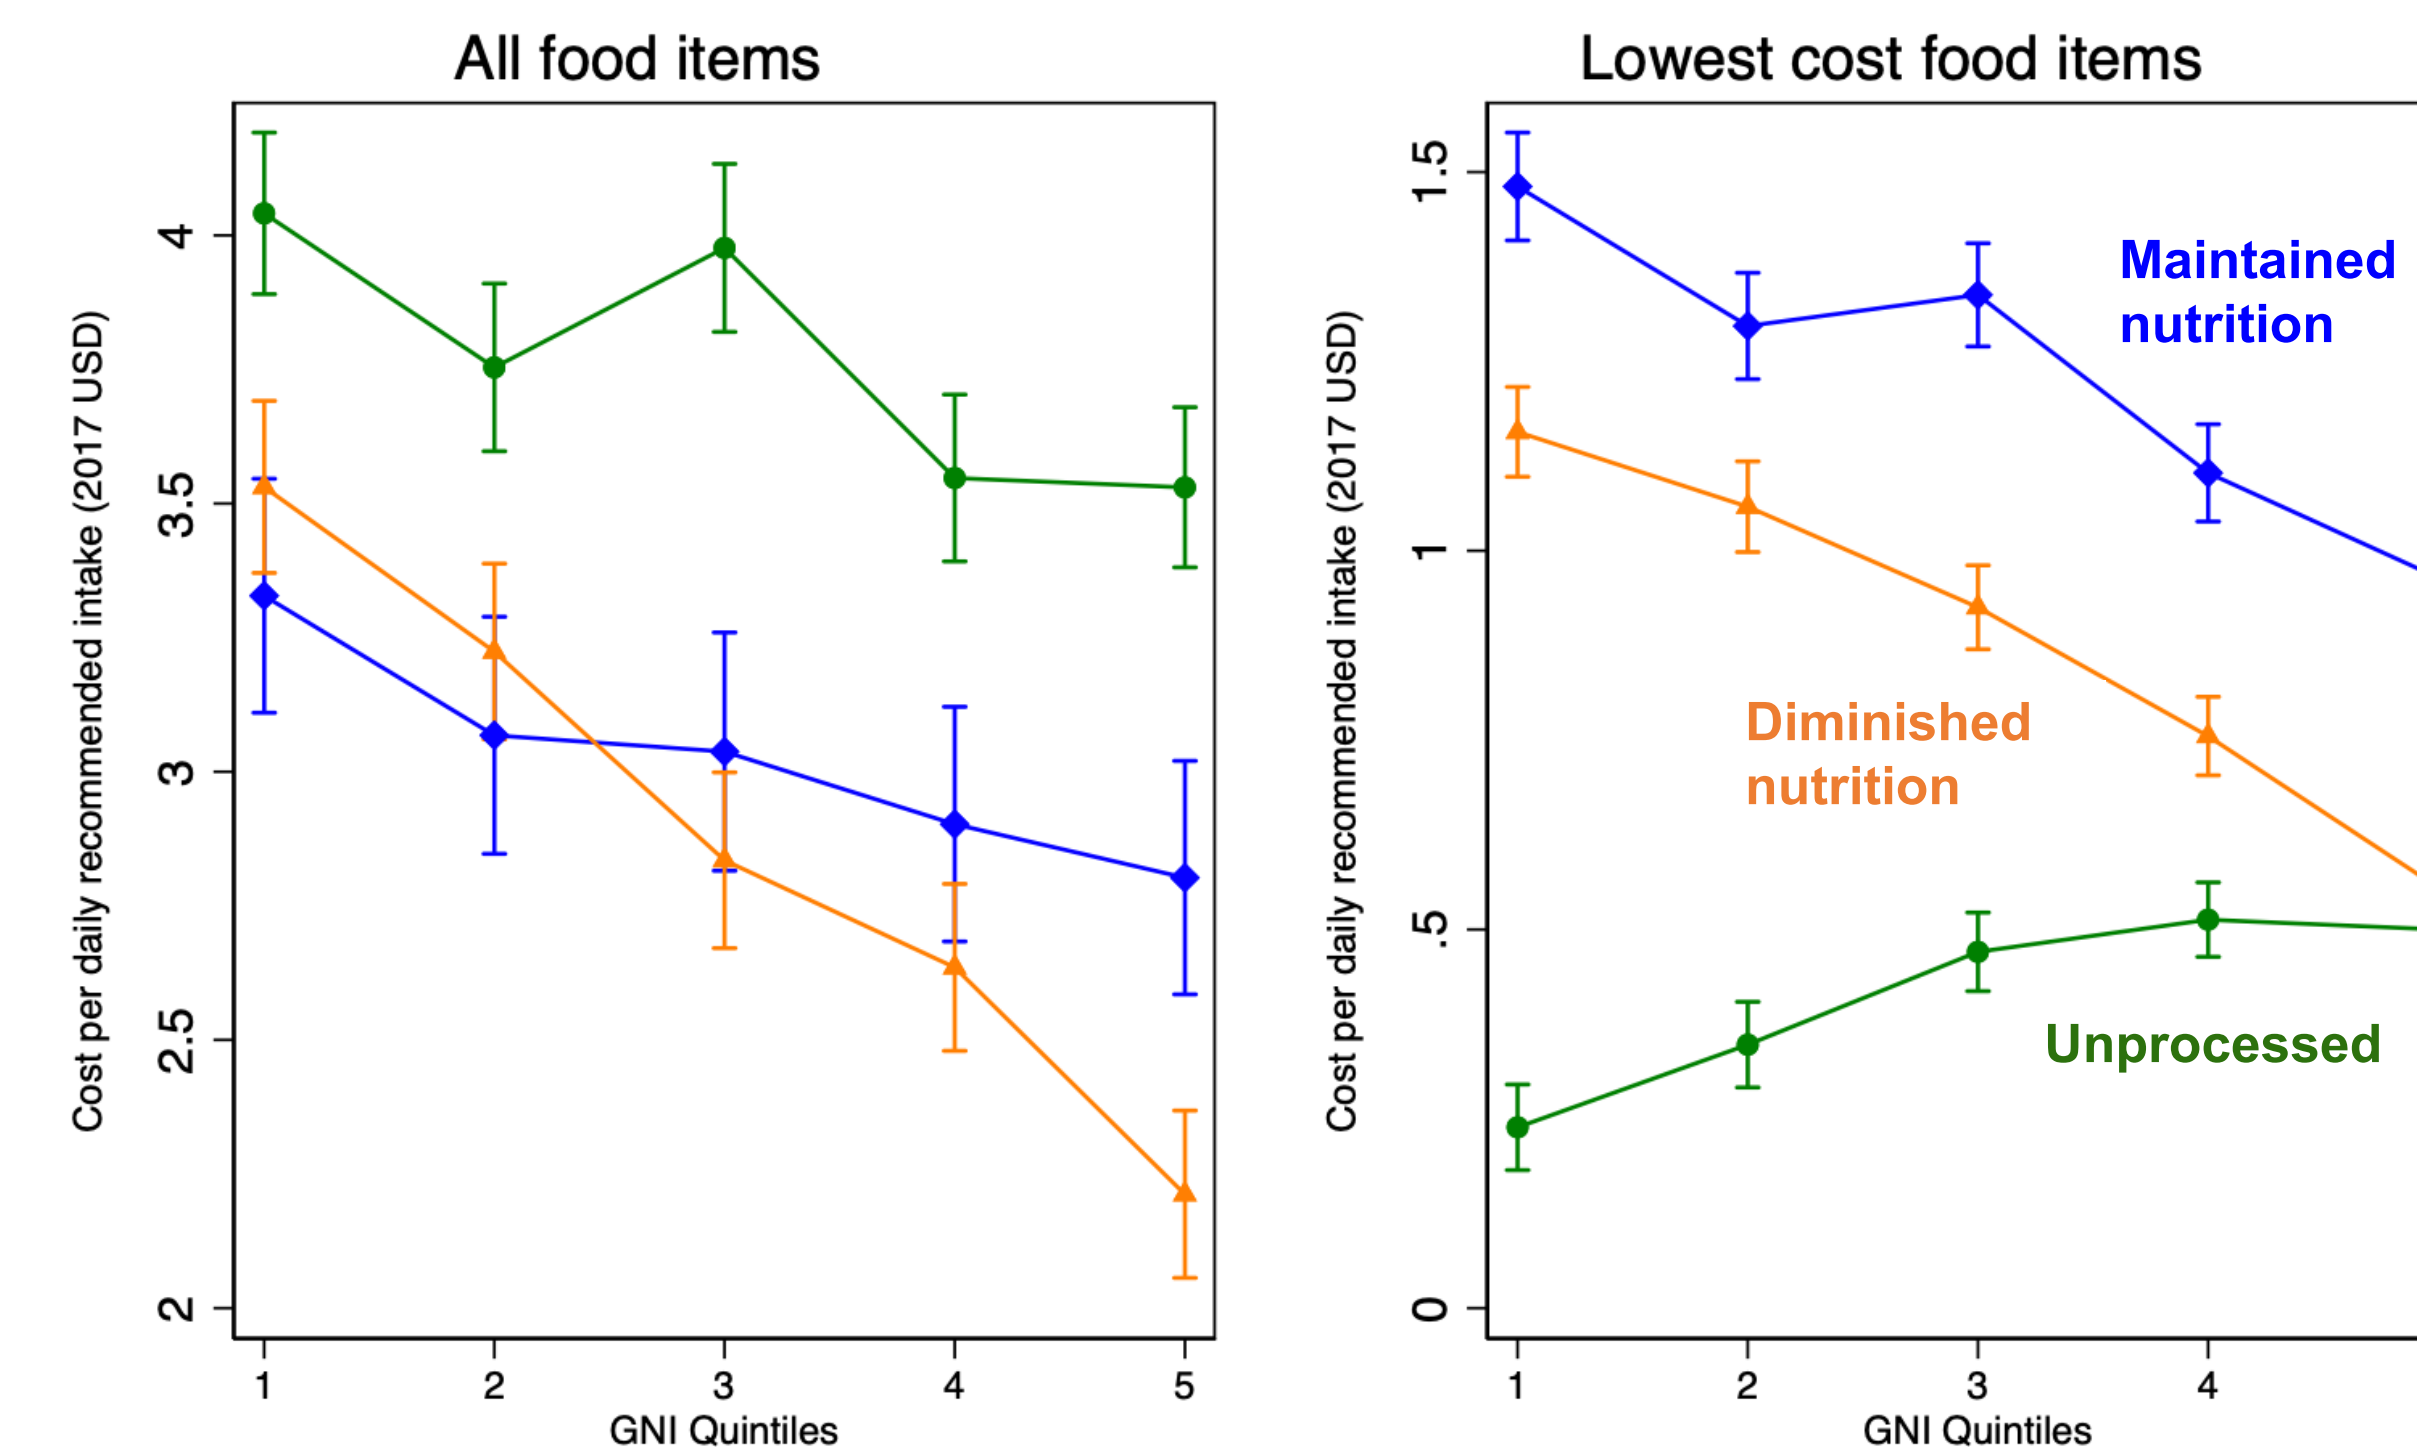 All food items
Cost per daily recommended intake (2017 USD)
4
3.5
3
2.5
2
1 2 3 4 5
GNI Quintiles
Lowest cost food items
Cost per daily recommended intake (2017 USD)
1.5
1
.5
0
Maintained
nutrition
Diminished
nutrition
Unprocessed
1 2 3 4
GNI Quintiles